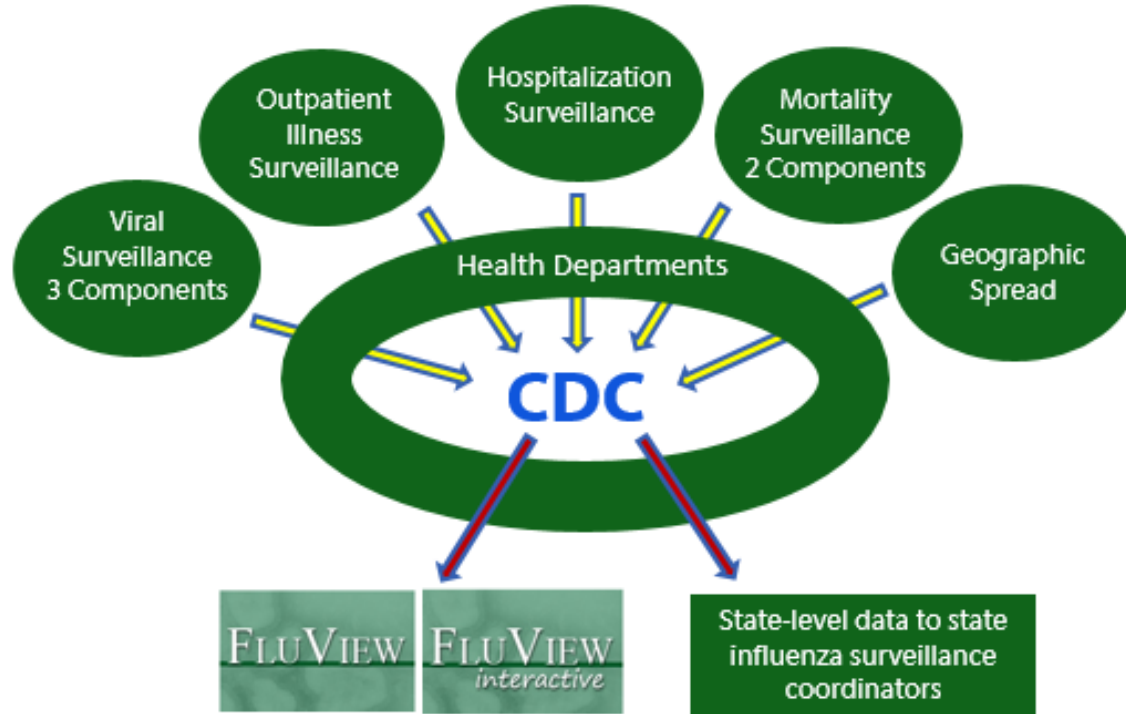 Hospitalization
Surveillance
Outpatient
Illness
Surveillance
Mortality
Surveillance
2 Components
Viral
Surveillance
3 Components
Geographic
Spread
Health Departments
CDC
FLUVIEW
FLUVIEW
interactive
State-level data to state
influenza surveillance
coordinators